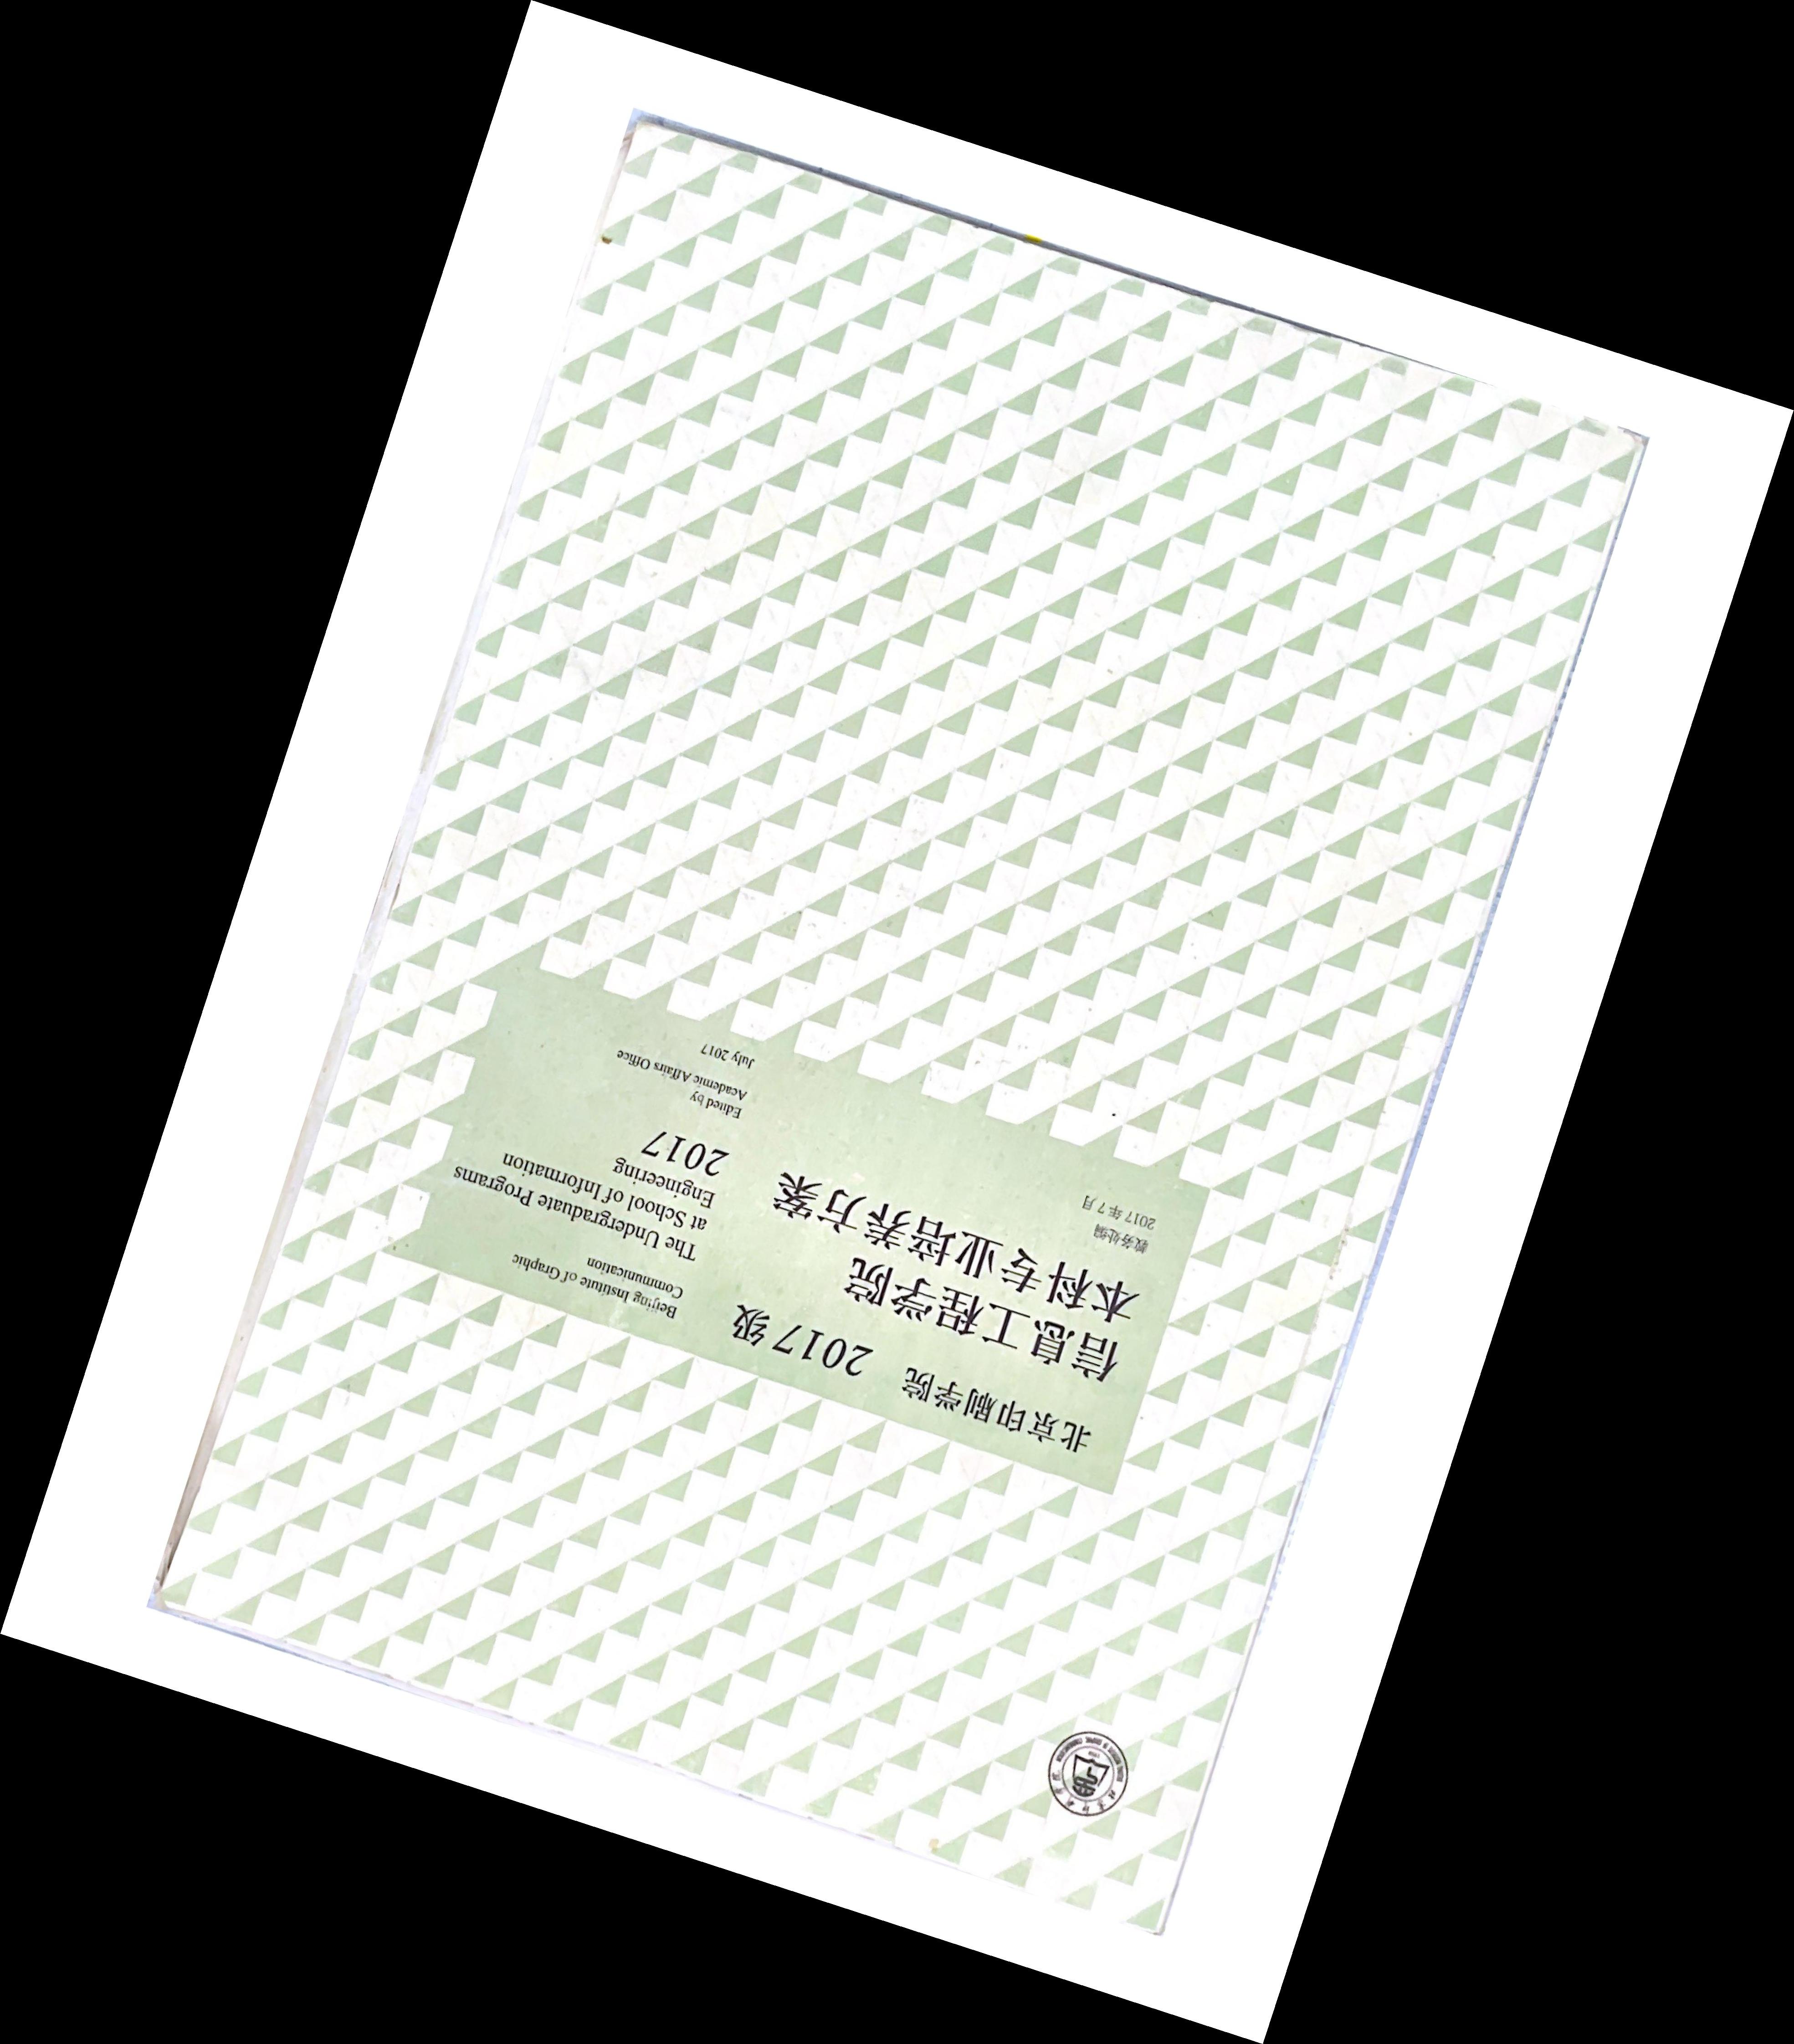 北京印刷学院 2017级
信息工程学院
本科专业培养方案
教务处编
2017年7月
Beijing Institute of Graphic
Communication
The Undergraduate Programs
at School of Information
Engineering
2017
Edited by
Academic Affairs Office
July 2017